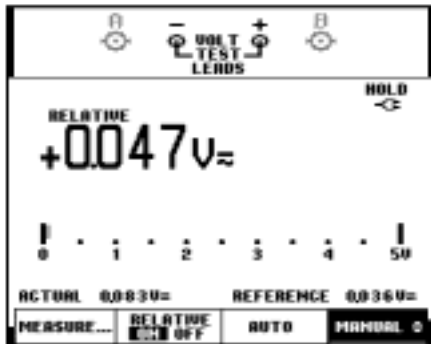 A - + B
VOLT
TEST
LEADS
HOLD
RELATIVE
+0.047V≂
0 1 2 3 4 5V
ACTUAL 0.083V= REFERENCE 0.036V=
MEASURE... RELATIVE ON OFF AUTO MANUAL 0